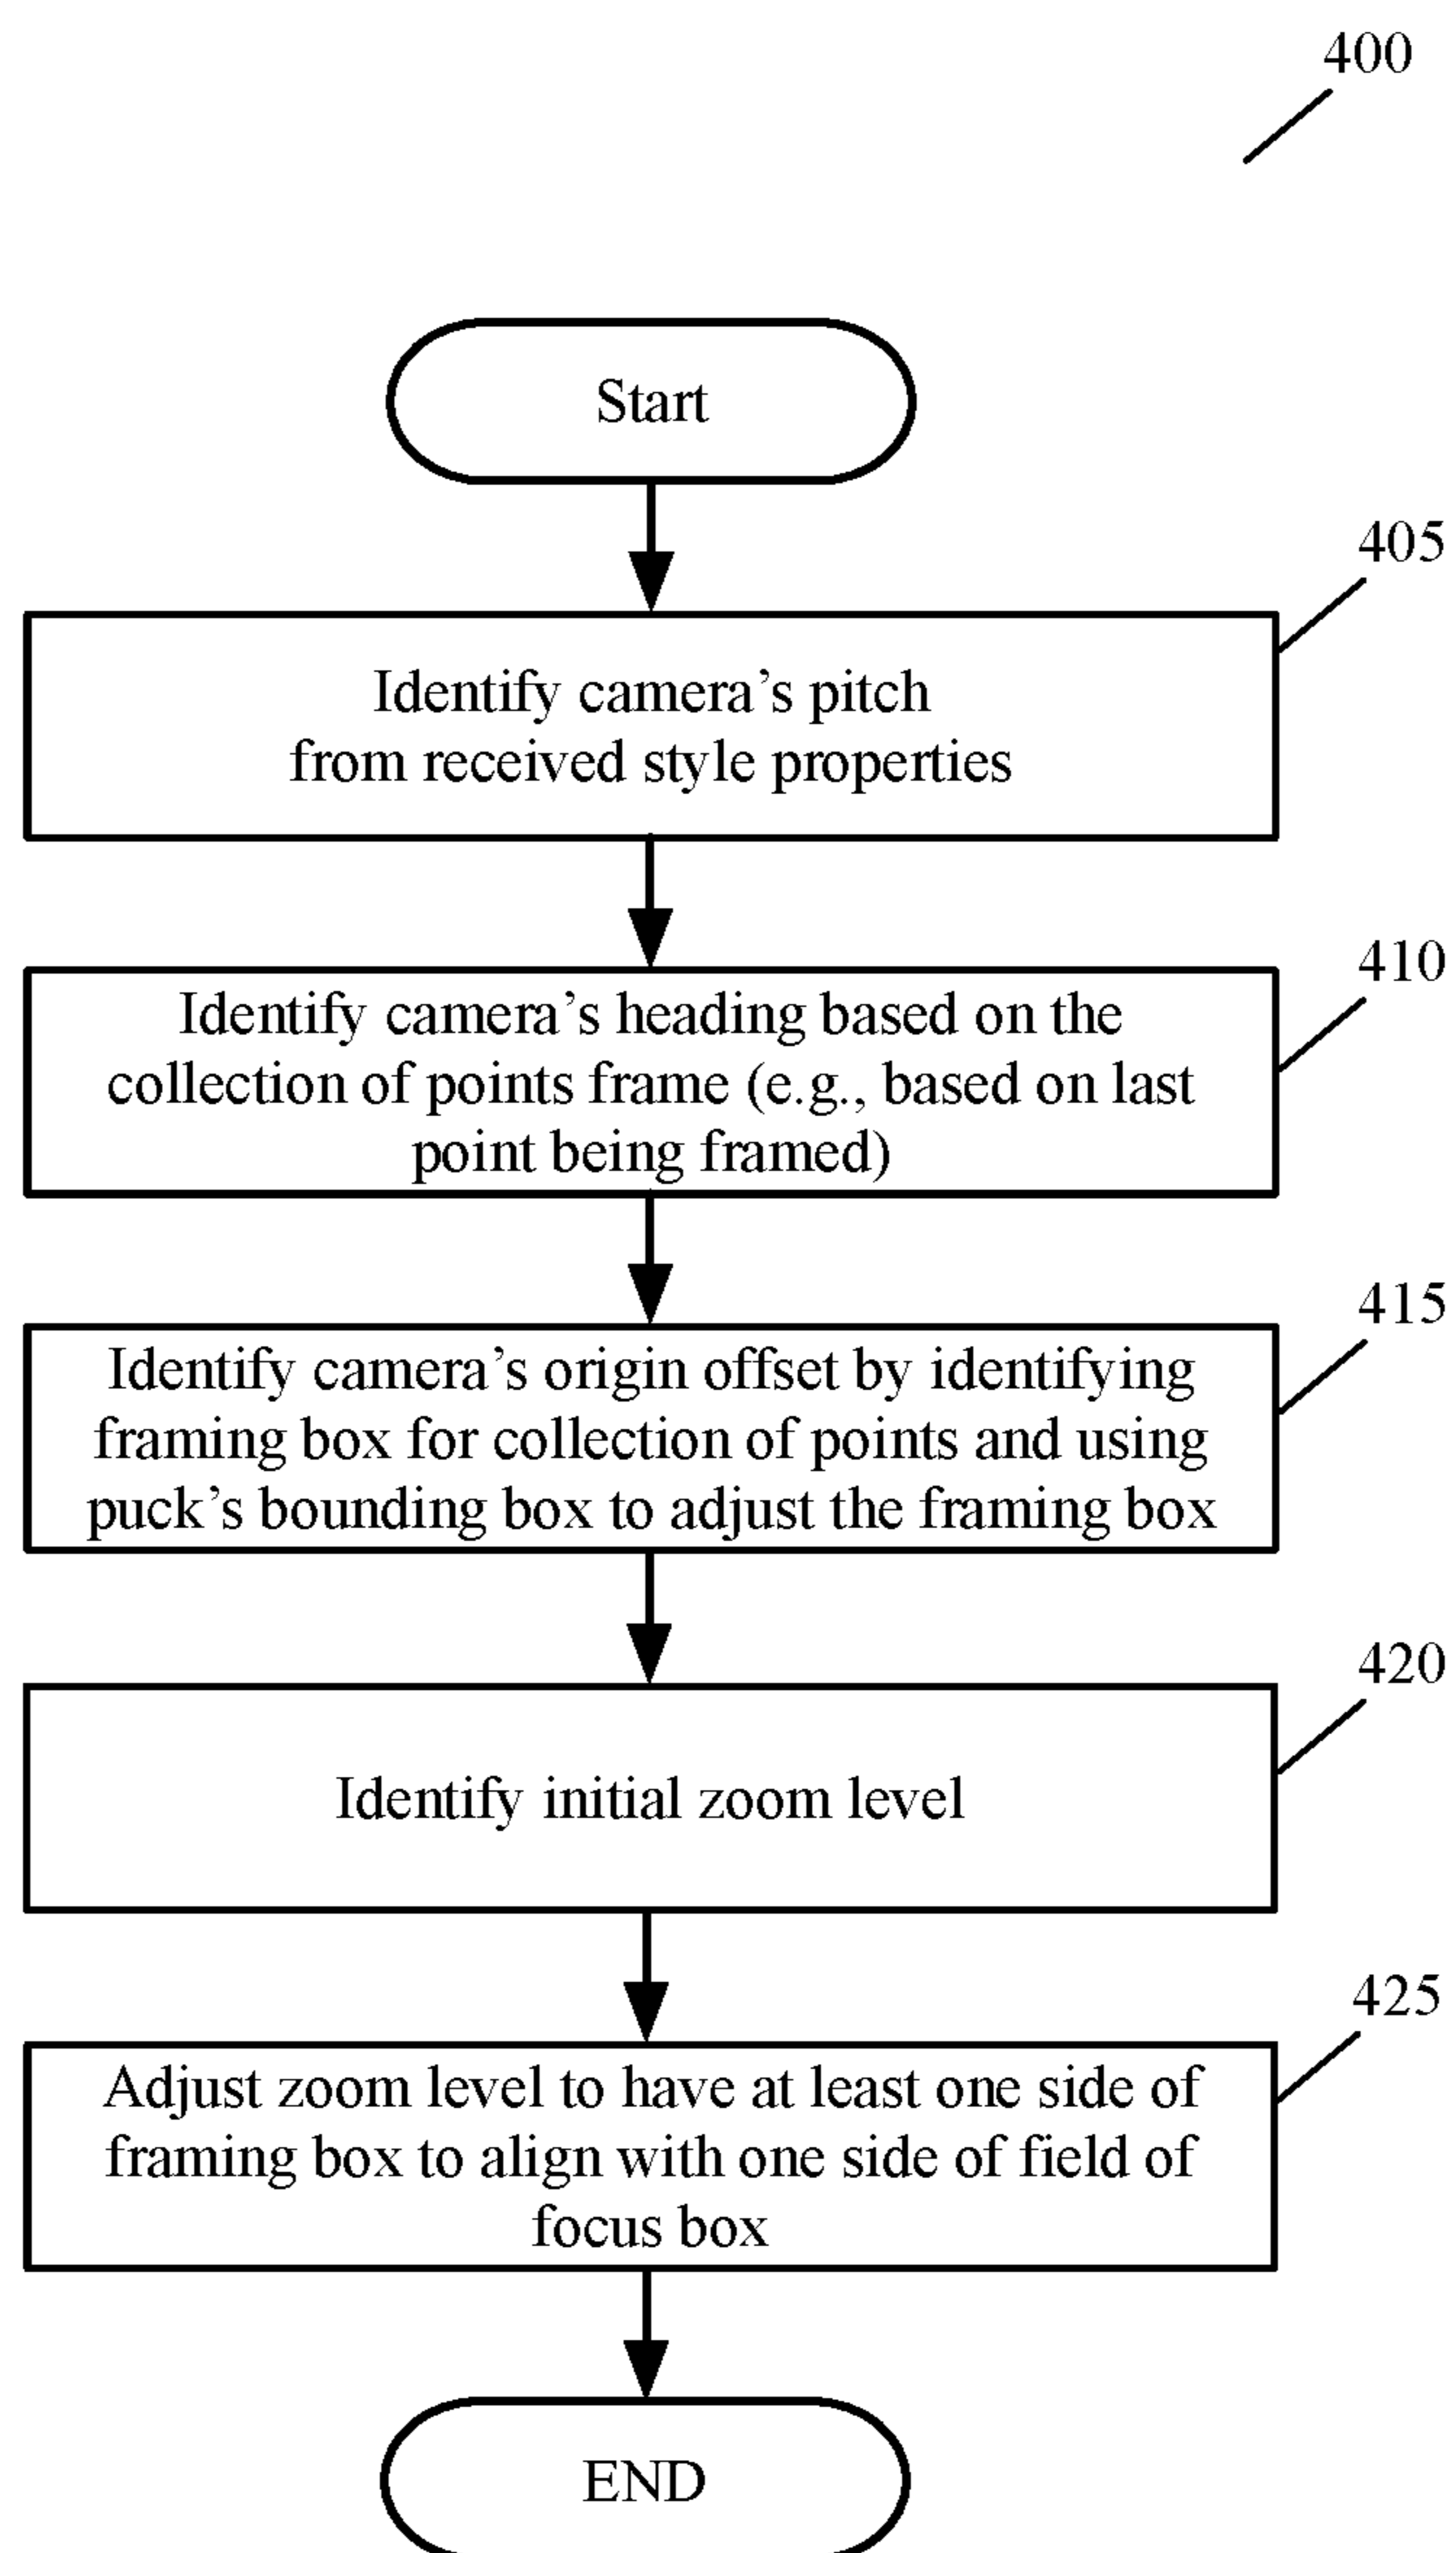 400
Start
405
Identify camera’s pitch
from received style properties
410
Identify camera’s heading based on the
collection of points frame (e.g., based on last
point being framed)
415
Identify camera’s origin offset by identifying
framing box for collection of points and using
puck’s bounding box to adjust the framing box
420
Identify initial zoom level
425
Adjust zoom level to have at least one side of
framing box to align with one side of field of
focus box
END